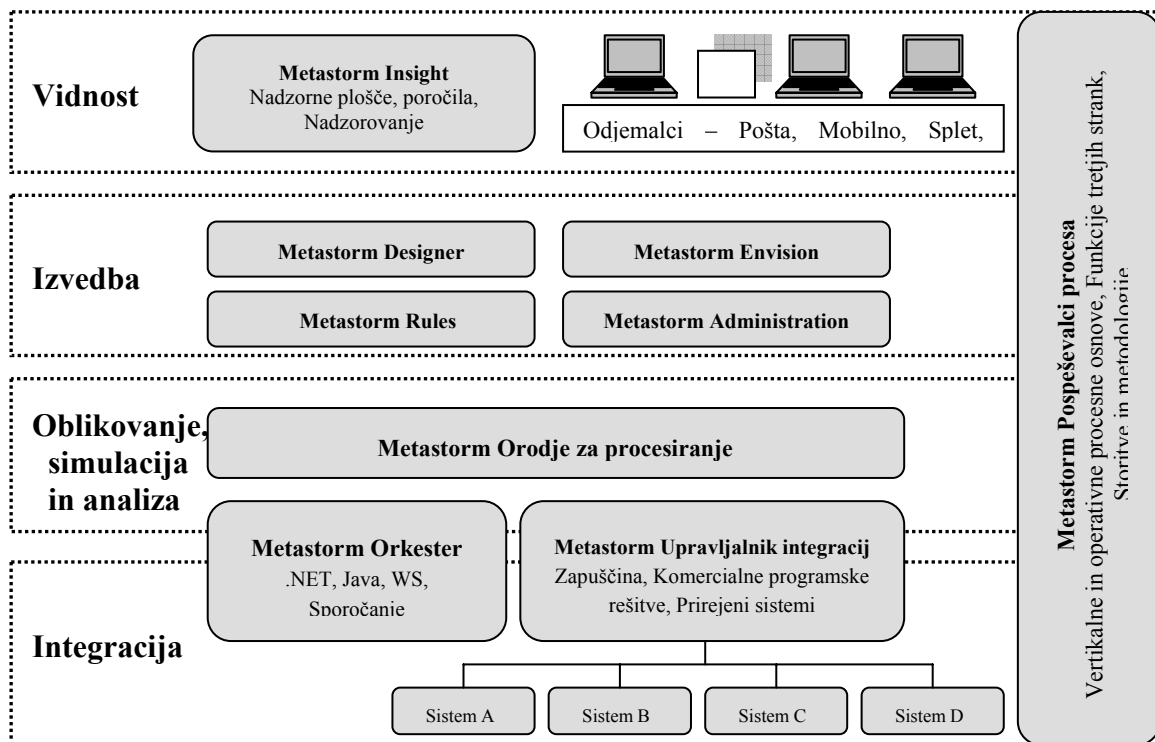 Vidnost
Metastorm Insight
Nadzorne plošče, poročila,
Nadzorovanje
Odjemalci – Pošta, Mobilno, Splet,
Izvedba
Metastorm Designer
Metastorm Envision
Metastorm Rules
Metastorm Administration
Oblikovanje,
simulacija
in analiza
Metastorm Orodje za procesiranje
Metastorm Orkester
.NET, Java, WS,
Sporočanje
Metastorm Upravljalnik integracij
Zapuščina, Komercialne programske
rešitve, Prirejeni sistemi
Integracija
Sistem A
Sistem B
Sistem C
Sistem D
Metastorm Pospeševalci procesa
Vertikalne in operativne procesne osnove, Funkcije tretjih strank,
Storitve in metodologije